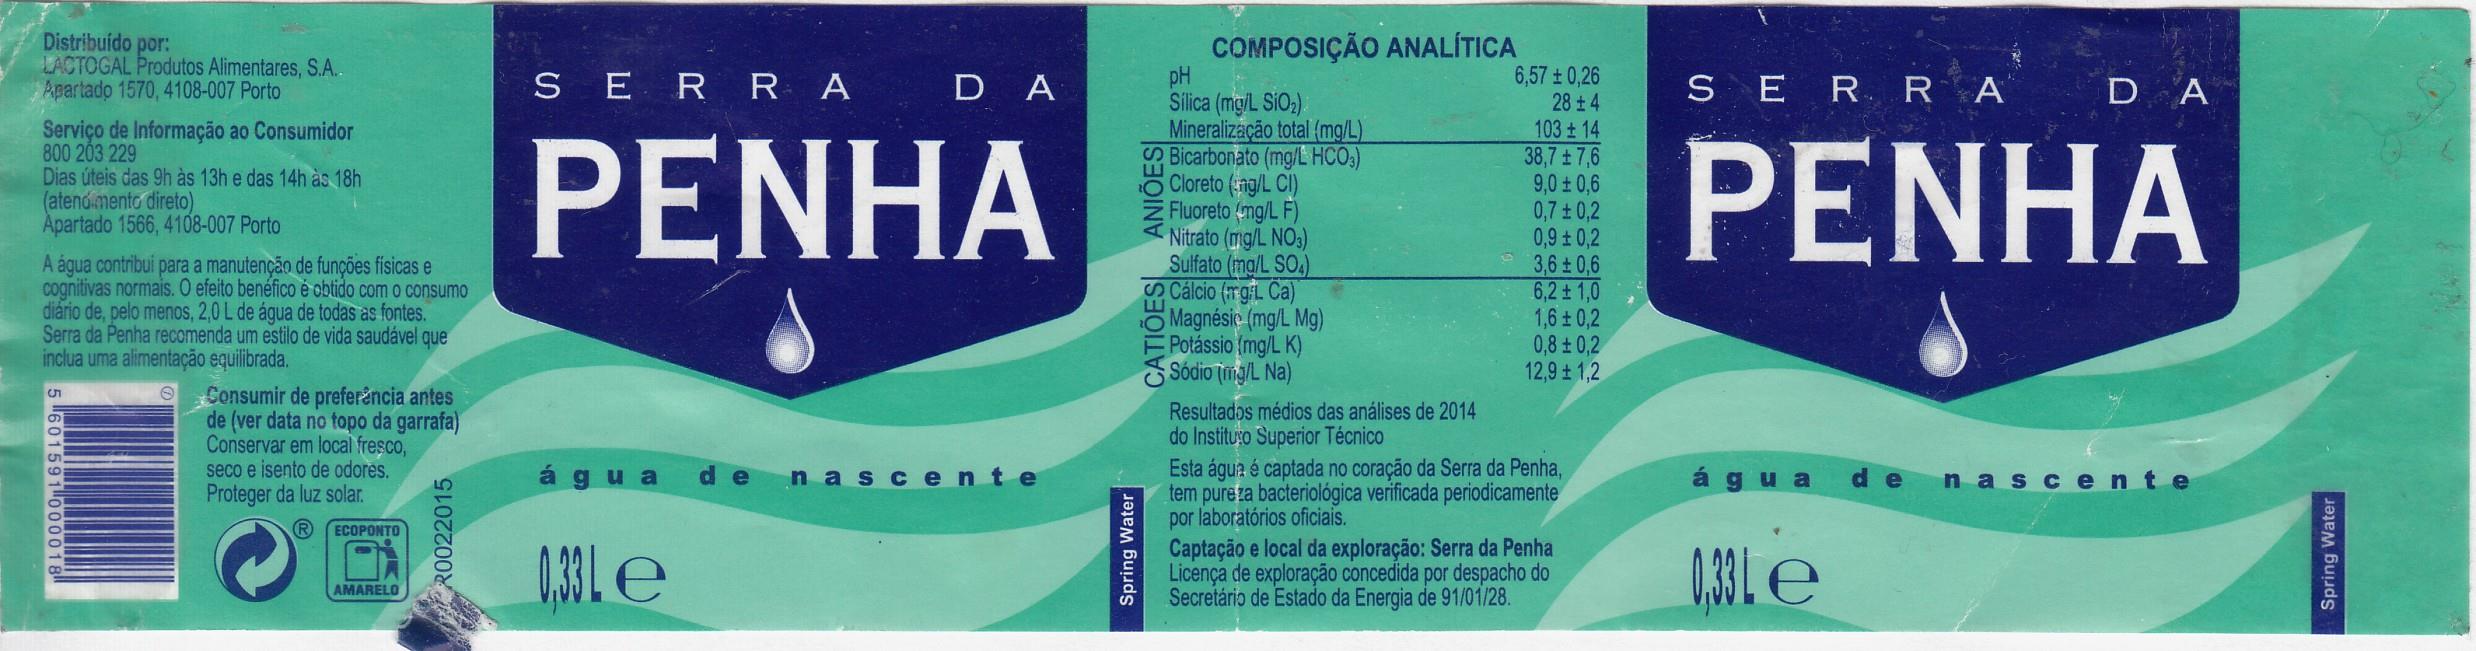 Distribuído por:
LACTOGAL Produtos Alimentares, S.A.
Apartado 1570, 4108-007 Porto
Serviço de Informação ao Consumidor
800 203 229
Dias úteis das 9h às 13h e das 14h às 18h
(atendimento direto)
Apartado 1566, 4108-007 Porto
A água contribui para a manutenção de funções físicas e
cognitivas normais. O efeito benéfico é obtido com o consumo
diário de, pelo menos, 2,0 L de água de todas as fontes.
Serra da Penha recomenda um estilo de vida saudável que
inclua uma alimentação equilibrada.
5 601591 000018
Consumir de preferência antes
de (ver data no topo da garrafa)
Conservar em local fresco,
seco e isento de odores.
Proteger da luz solar.
®
ECOPONTO
AMARELO
R00222015
SERRA DA
PENHA
água de nascente
0,33 L e
Spring Water
COMPOSIÇÃO ANALÍTICA
pH 6,57 ± 0,26
Sílica (mg/L SiO₂) 28 ± 4
Mineralização total (mg/L) 103 ± 14
ANIÕES
Bicarbonato (mg/L HCO₃) 38,7 ± 7,6
Cloreto (mg/L Cl) 9,0 ± 0,6
Fluoreto (mg/L F) 0,7 ± 0,2
Nitrato (mg/L NO₃) 0,9 ± 0,2
Sulfato (mg/L SO₄) 3,6 ± 0,6
CATIÕES
Cálcio (mg/L Ca) 6,2 ± 1,0
Magnésio (mg/L Mg) 1,6 ± 0,2
Potássio (mg/L K) 0,8 ± 0,2
Sódio (mg/L Na) 12,9 ± 1,2
Resultados médios das análises de 2014
do Instituto Superior Técnico
Esta água é captada no coração da Serra da Penha,
tem pureza bacteriológica verificada periodicamente
por laboratórios oficiais.
Captação e local da exploração: Serra da Penha
Licença de exploração concedida por despacho do
Secretário de Estado da Energia de 91/01/28.
SERRA DA
PENHA
água de nascente
0,33 L e
Spring Water